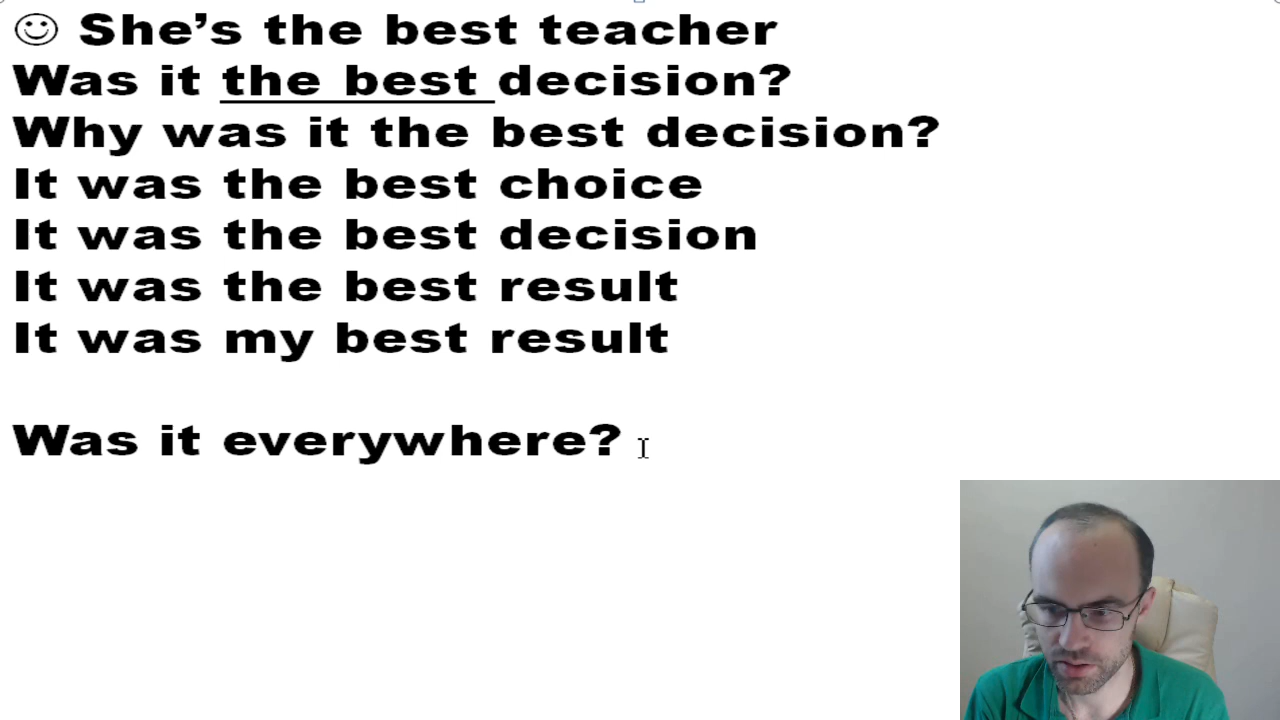 ☺ She’s the best teacher
Was it the best decision?
Why was it the best decision?
It was the best choice
It was the best decision
It was the best result
It was my best result
Was it everywhere?